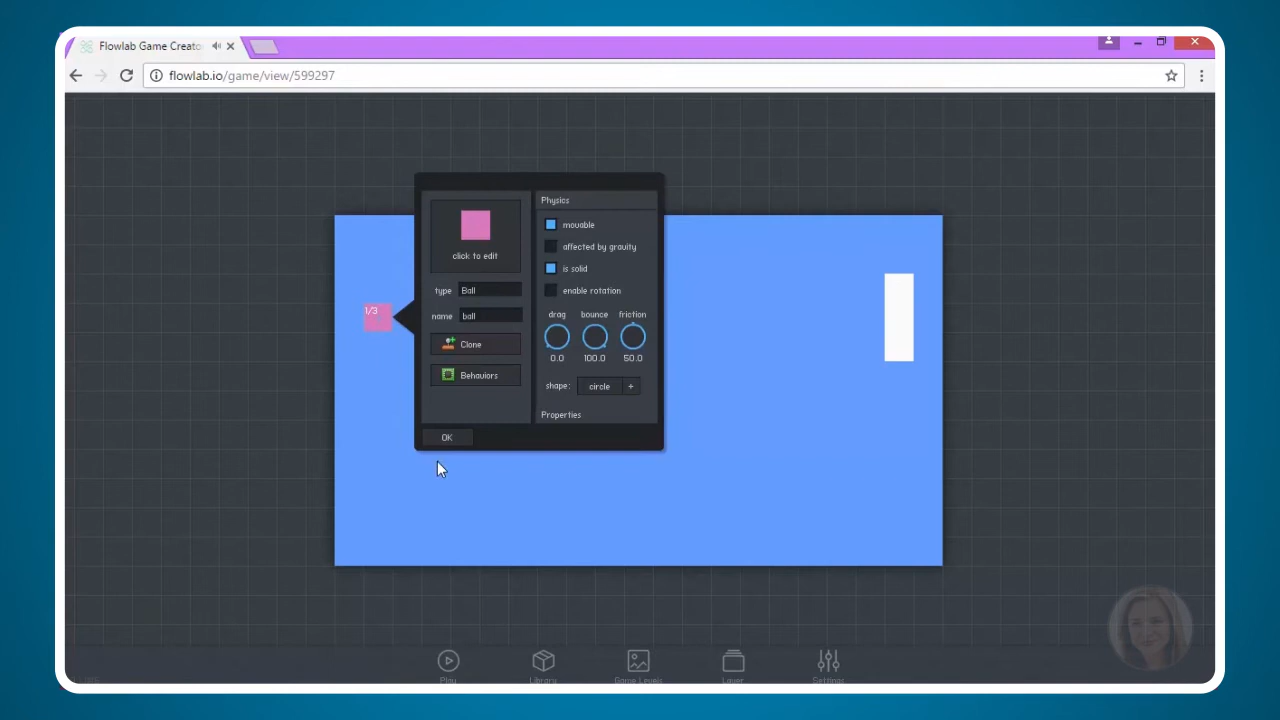 Flowlab Game Creato
flowlab.io/game/view/599297
1/3
click to edit
type Ball
name ball
Clone
Behaviors
OK
Physics
movable
affected by gravity
is solid
enable rotation
drag bounce friction
0.0 100.0 50.0
shape: circle +
Properties
Play Library Game Levels Layer Settings